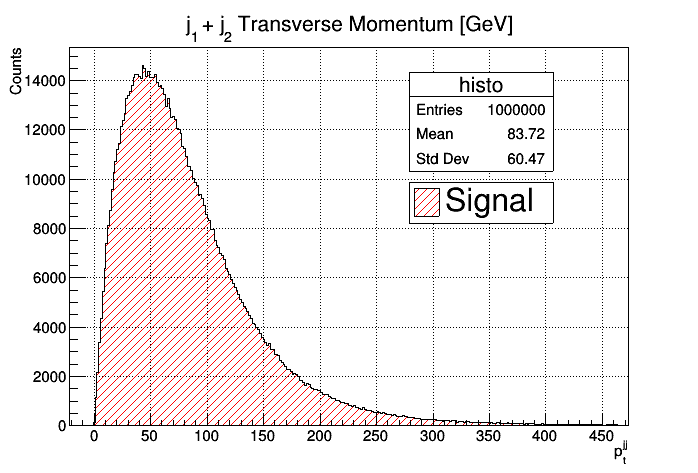 j1 + j2 Transverse Momentum [GeV]
Counts
14000
12000
10000
8000
6000
4000
2000
0
histo
Entries 1000000
Mean 83.72
Std Dev 60.47
Signal
0 50 100 150 200 250 300 350 400 450
p_t^jj